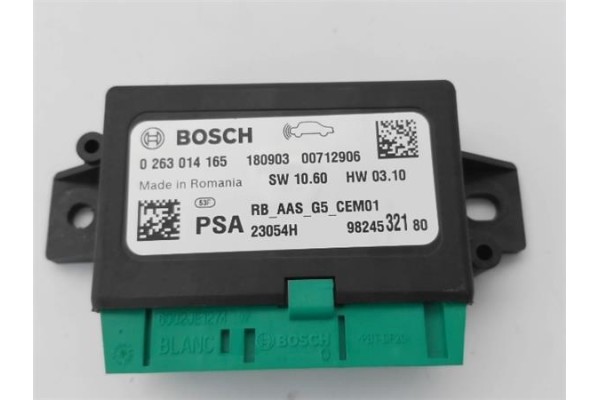 BOSCH
0 263 014 165 180903 00712906
Made in Romania SW 10.60 HW 03.10
53F
PSA RB_AAS_G5_CEM01
23054H 98245 321 80
BLANC BOSCH